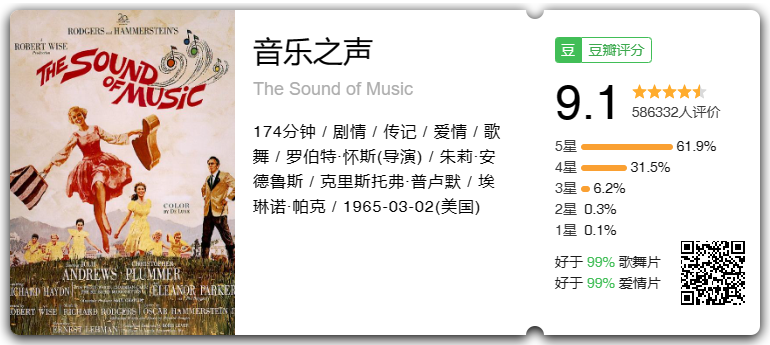 RODGERS and HAMMERSTEIN'S
ROBERT WISE
THE SOUND
OF
MUSIC
COLOR
By DE LUXE
JULIE
CHRISTOPHER
ANDREWS PLUMMER
RICHARD HAYDN
ELEANOR PARKER
ROBERT WISE
RICHARD RODGERS
OSCAR HAMMERSTEIN
ERNEST LEHMAN
音乐之声
The Sound of Music
174分钟 / 剧情 / 传记 / 爱情 / 歌
舞 / 罗伯特·怀斯(导演) / 朱莉·安
德鲁斯 / 克里斯托弗·普卢默 / 埃
琳诺·帕克 / 1965-03-02(美国)
豆 豆瓣评分
9.1
586332人评价
5星 61.9%
4星 31.5%
3星 6.2%
2星 0.3%
1星 0.1%
好于 99% 歌舞片
好于 99% 爱情片